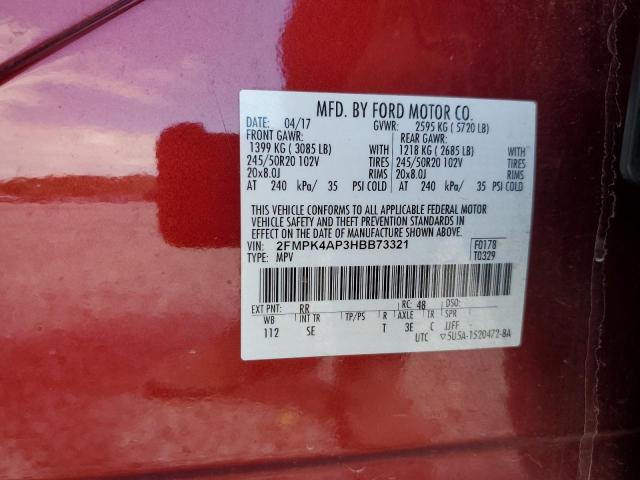 MFD. BY FORD MOTOR CO.
DATE: 04/17 GVWR: 2595 KG ( 5720 LB)
FRONT GAWR: REAR GAWR:
1399 KG ( 3085 LB) WITH 1218 KG ( 2685 LB) WITH
245/50R20 102V TIRES 245/50R20 102V TIRES
20x8.0J RIMS 20x8.0J RIMS
AT 240 kPa/ 35 PSI COLD AT 240 kPa/ 35 PSI COLD
THIS VEHICLE CONFORMS TO ALL APPLICABLE FEDERAL MOTOR
VEHICLE SAFETY AND THEFT PREVENTION STANDARDS IN
EFFECT ON THE DATE OF MANUFACTURE SHOWN ABOVE.
VIN: 2FMPK4AP3HBB73321 F0178
TYPE: MPV T0329
EXT PNT: RR RC: 48 DSO:
WB INT TR TP/PS R AXLE TR SPR
112 SE T 3E C JJFF
UTC ▽5U5A-1520472-BA